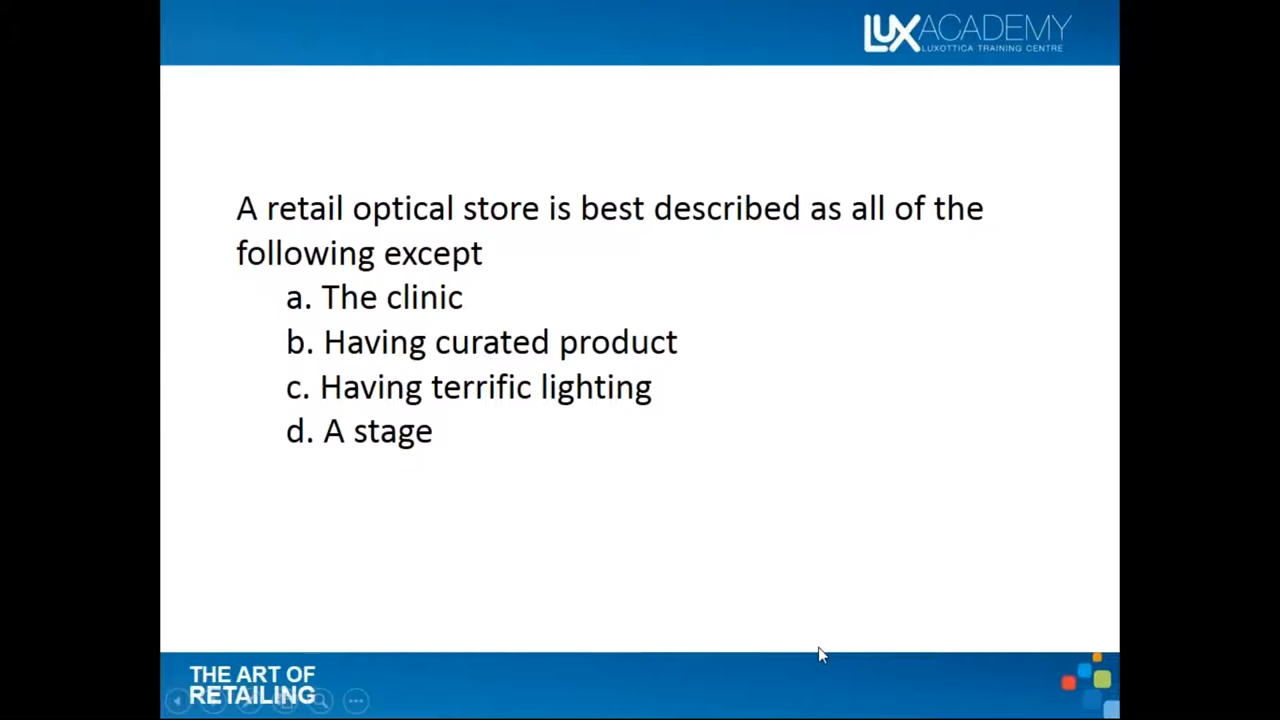 LUXACADEMY
LUXOTTICA TRAINING CENTRE
A retail optical store is best described as all of the
following except
a. The clinic
b. Having curated product
c. Having terrific lighting
d. A stage
THE ART OF
RETAILING